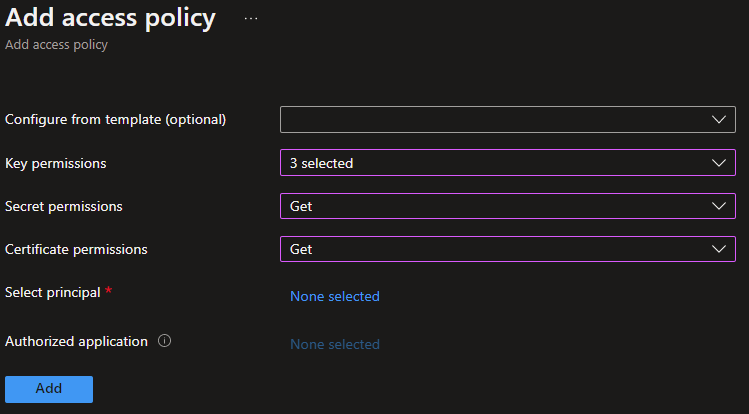 Add access policy ...
Add access policy
Configure from template (optional)
Key permissions 3 selected
Secret permissions Get
Certificate permissions Get
Select principal * None selected
Authorized application None selected
Add